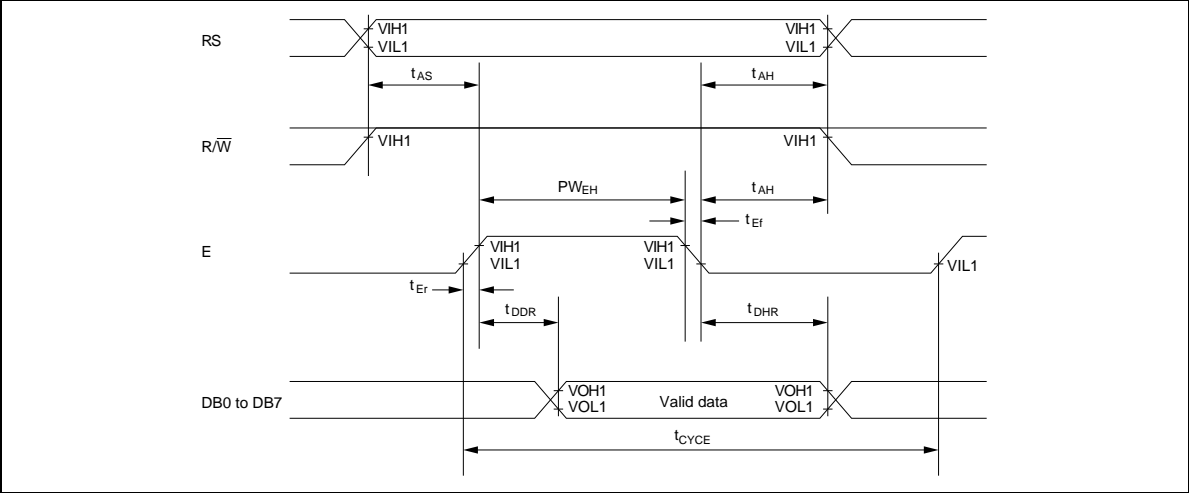 RS
VIH1
VIL1
VIH1
VIL1
tAS
tAH
R/W̅
VIH1
VIH1
PWEH
tAH
tEf
E
VIH1
VIL1
VIH1
VIL1
VIL1
tEr
tDDR
tDHR
DB0 to DB7
VOH1
VOL1
Valid data
VOH1
VOL1
tCYCE